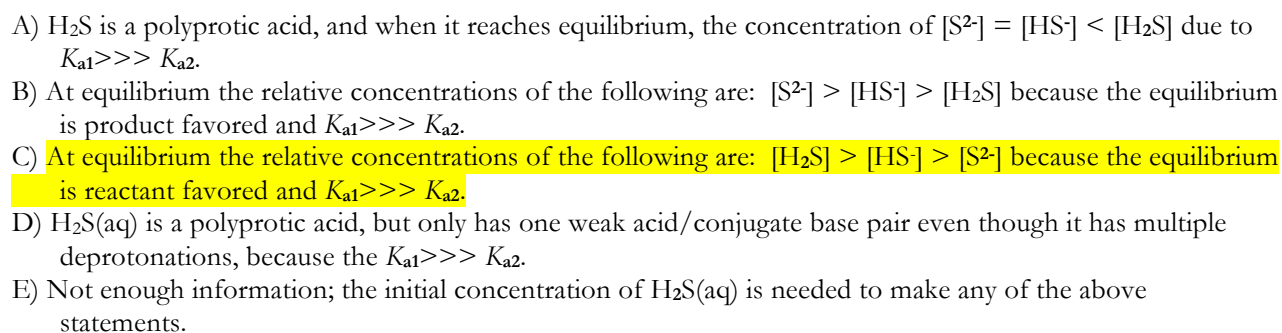 A) H₂S is a polyprotic acid, and when it reaches equilibrium, the concentration of [S²⁻] = [HS⁻] < [H₂S] due to
Kₐ₁>>> Kₐ₂.
B) At equilibrium the relative concentrations of the following are: [S²⁻] > [HS⁻] > [H₂S] because the equilibrium
is product favored and Kₐ₁>>> Kₐ₂.
C) At equilibrium the relative concentrations of the following are: [H₂S] > [HS⁻] > [S²⁻] because the equilibrium
is reactant favored and Kₐ₁>>> Kₐ₂.
D) H₂S(aq) is a polyprotic acid, but only has one weak acid/conjugate base pair even though it has multiple
deprotonations, because the Kₐ₁>>> Kₐ₂.
E) Not enough information; the initial concentration of H₂S(aq) is needed to make any of the above
statements.